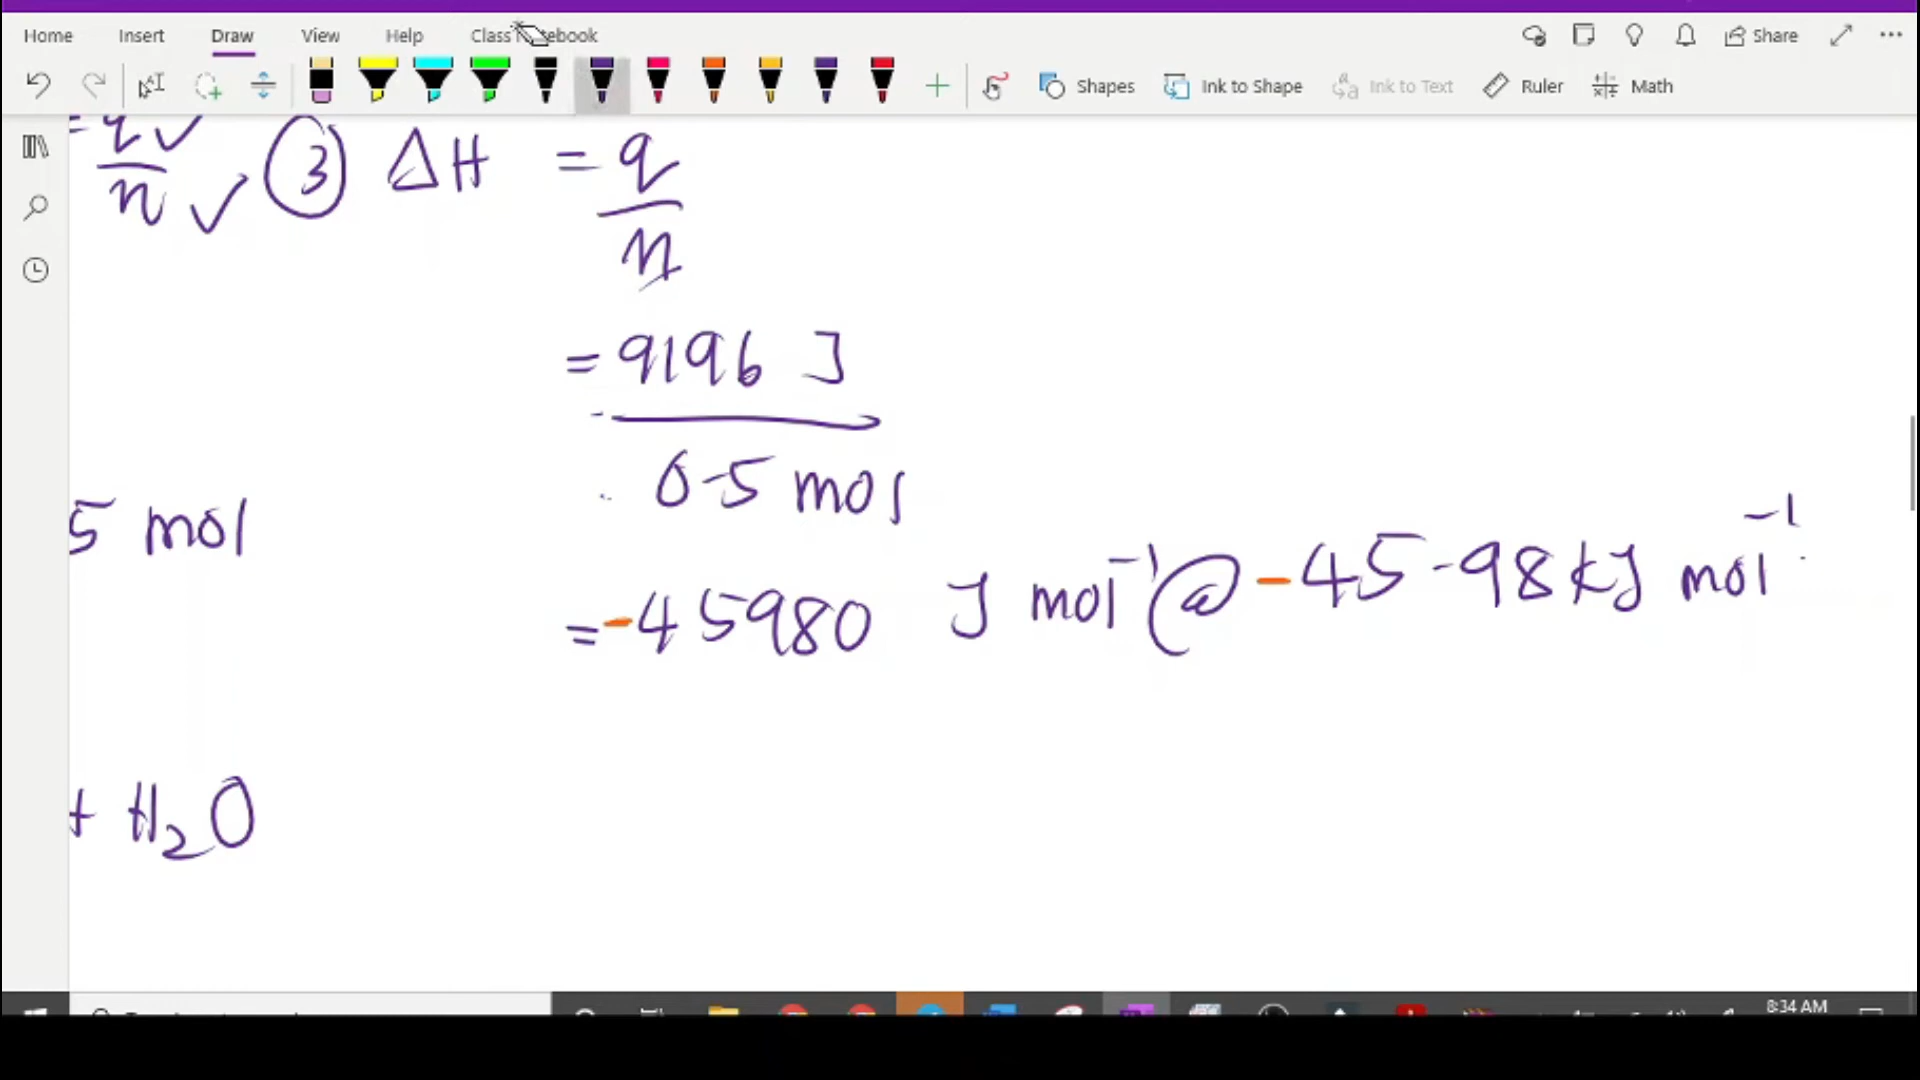 Home Insert Draw View Help Class Notebook Share
Shapes Ink to Shape Ink to Text Ruler Math
= q ✓
n ✓ ③ ΔH = q
n
= 9196 J
0.5 mol
5 mol
= -45980 J mol⁻¹ @ -45.98 kJ mol⁻¹
+ H₂O
8:34 AM